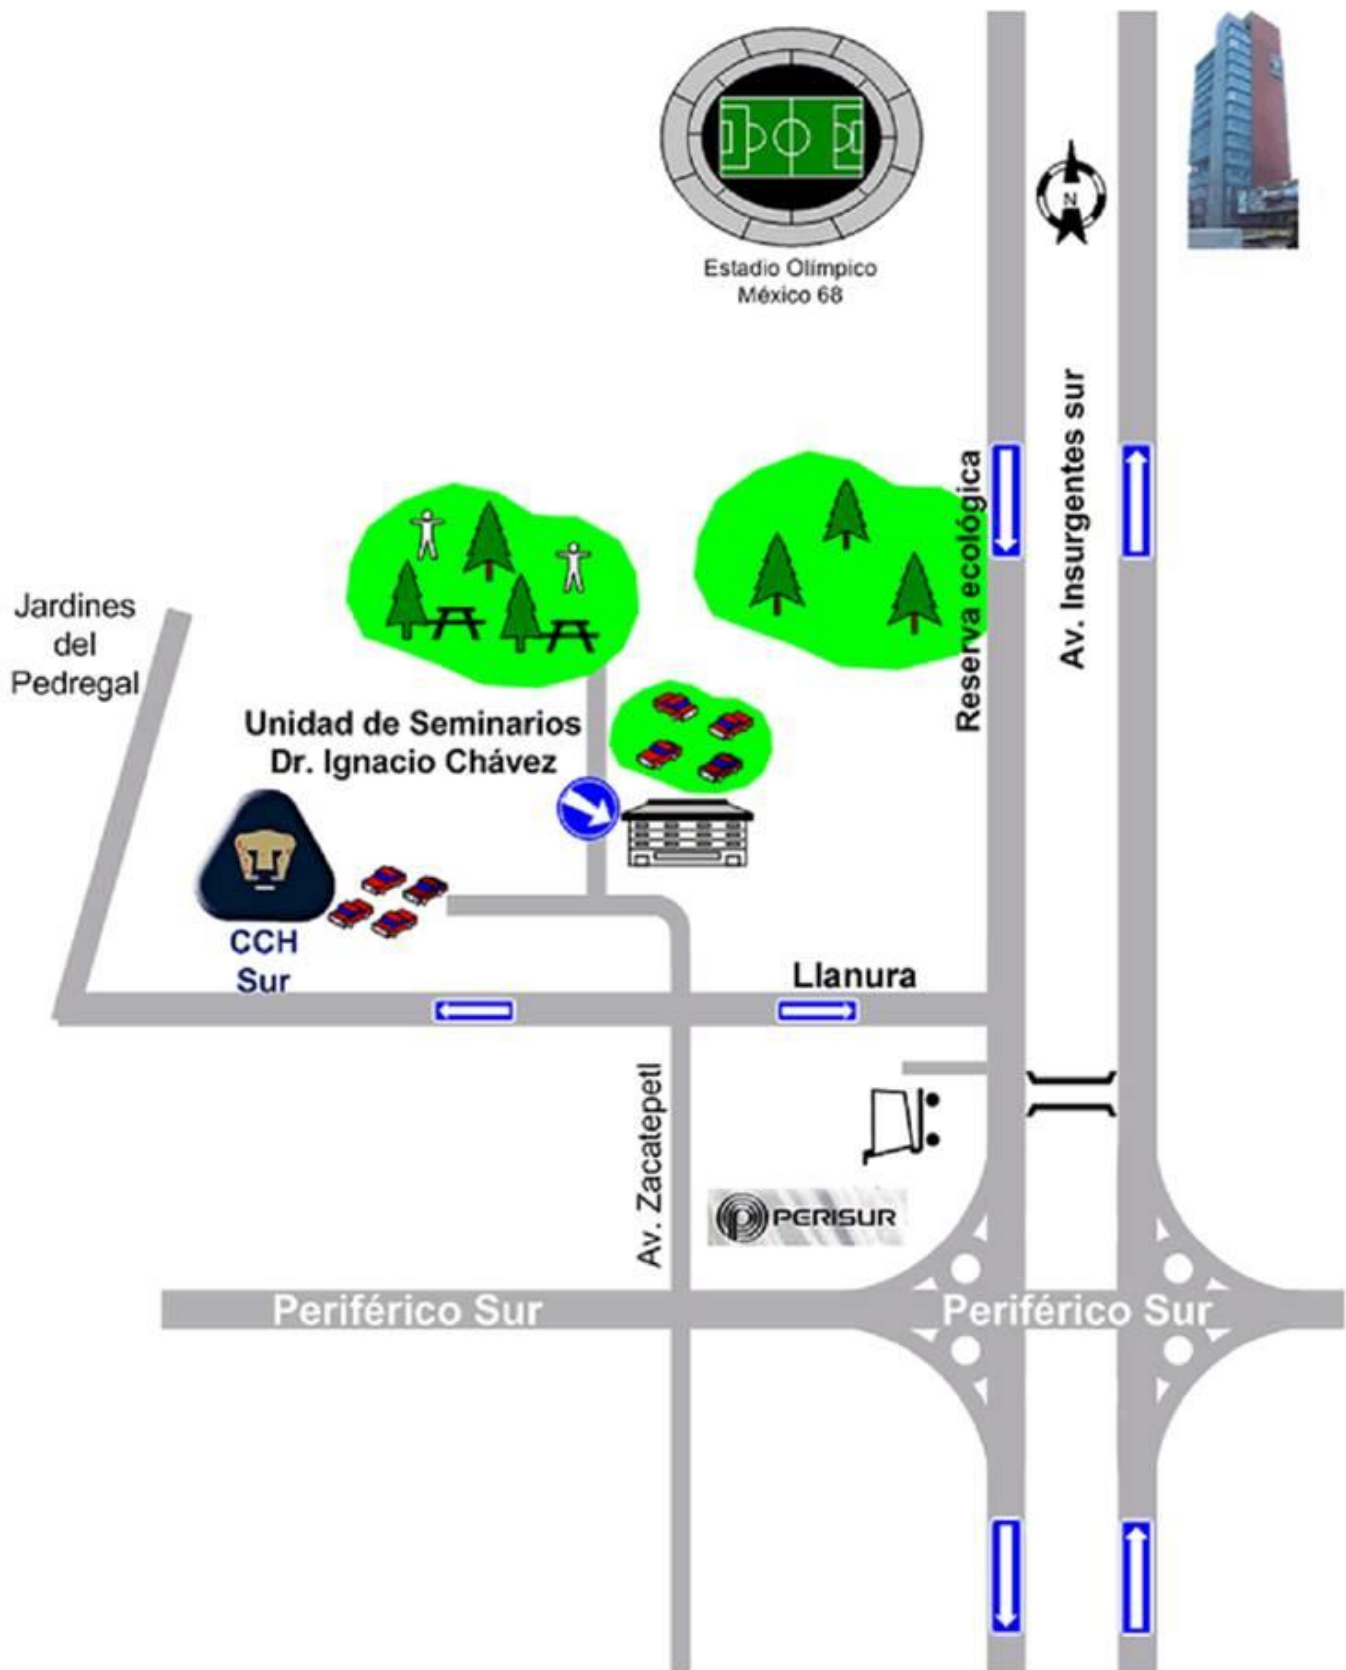 Estadio Olímpico
México 68
N
Av. Insurgentes sur
Reserva ecológica
Jardines
del
Pedregal
Unidad de Seminarios
Dr. Ignacio Chávez
CCH
Sur
Llanura
Av. Zacatepetl
PERISUR
Periférico Sur
Periférico Sur